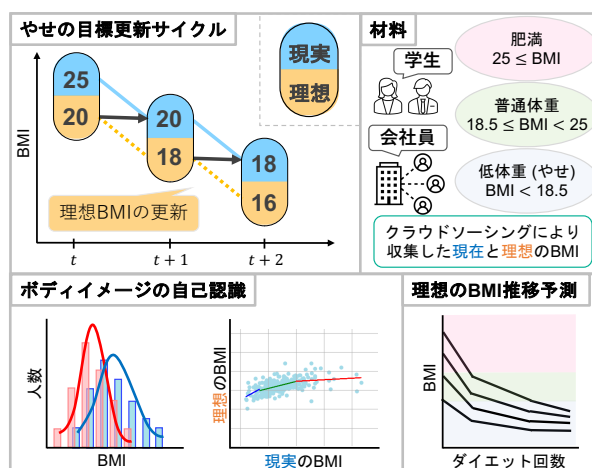 やせの目標更新サイクル
BMI
25
20
20
18
18
16
現実
理想
理想BMIの更新
t
t + 1
t + 2
材料
学生
会社員
肥満
25 ≤ BMI
普通体重
18.5 ≤ BMI < 25
低体重 (やせ)
BMI < 18.5
クラウドソーシングにより
収集した現在と理想のBMI
ボディイメージの自己認識
人数
BMI
理想のBMI
現実のBMI
理想のBMI推移予測
BMI
ダイエット回数